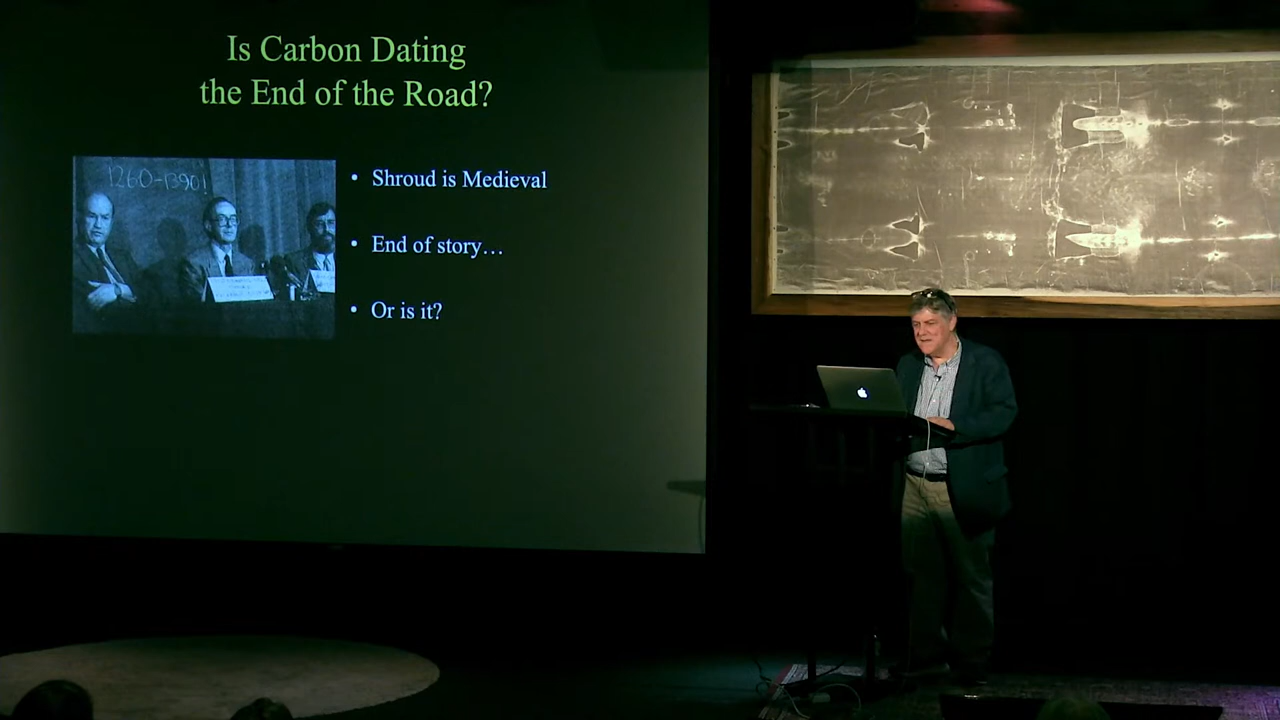 Is Carbon Dating
the End of the Road?
1260-1390!
• Shroud is Medieval
• End of story…
• Or is it?